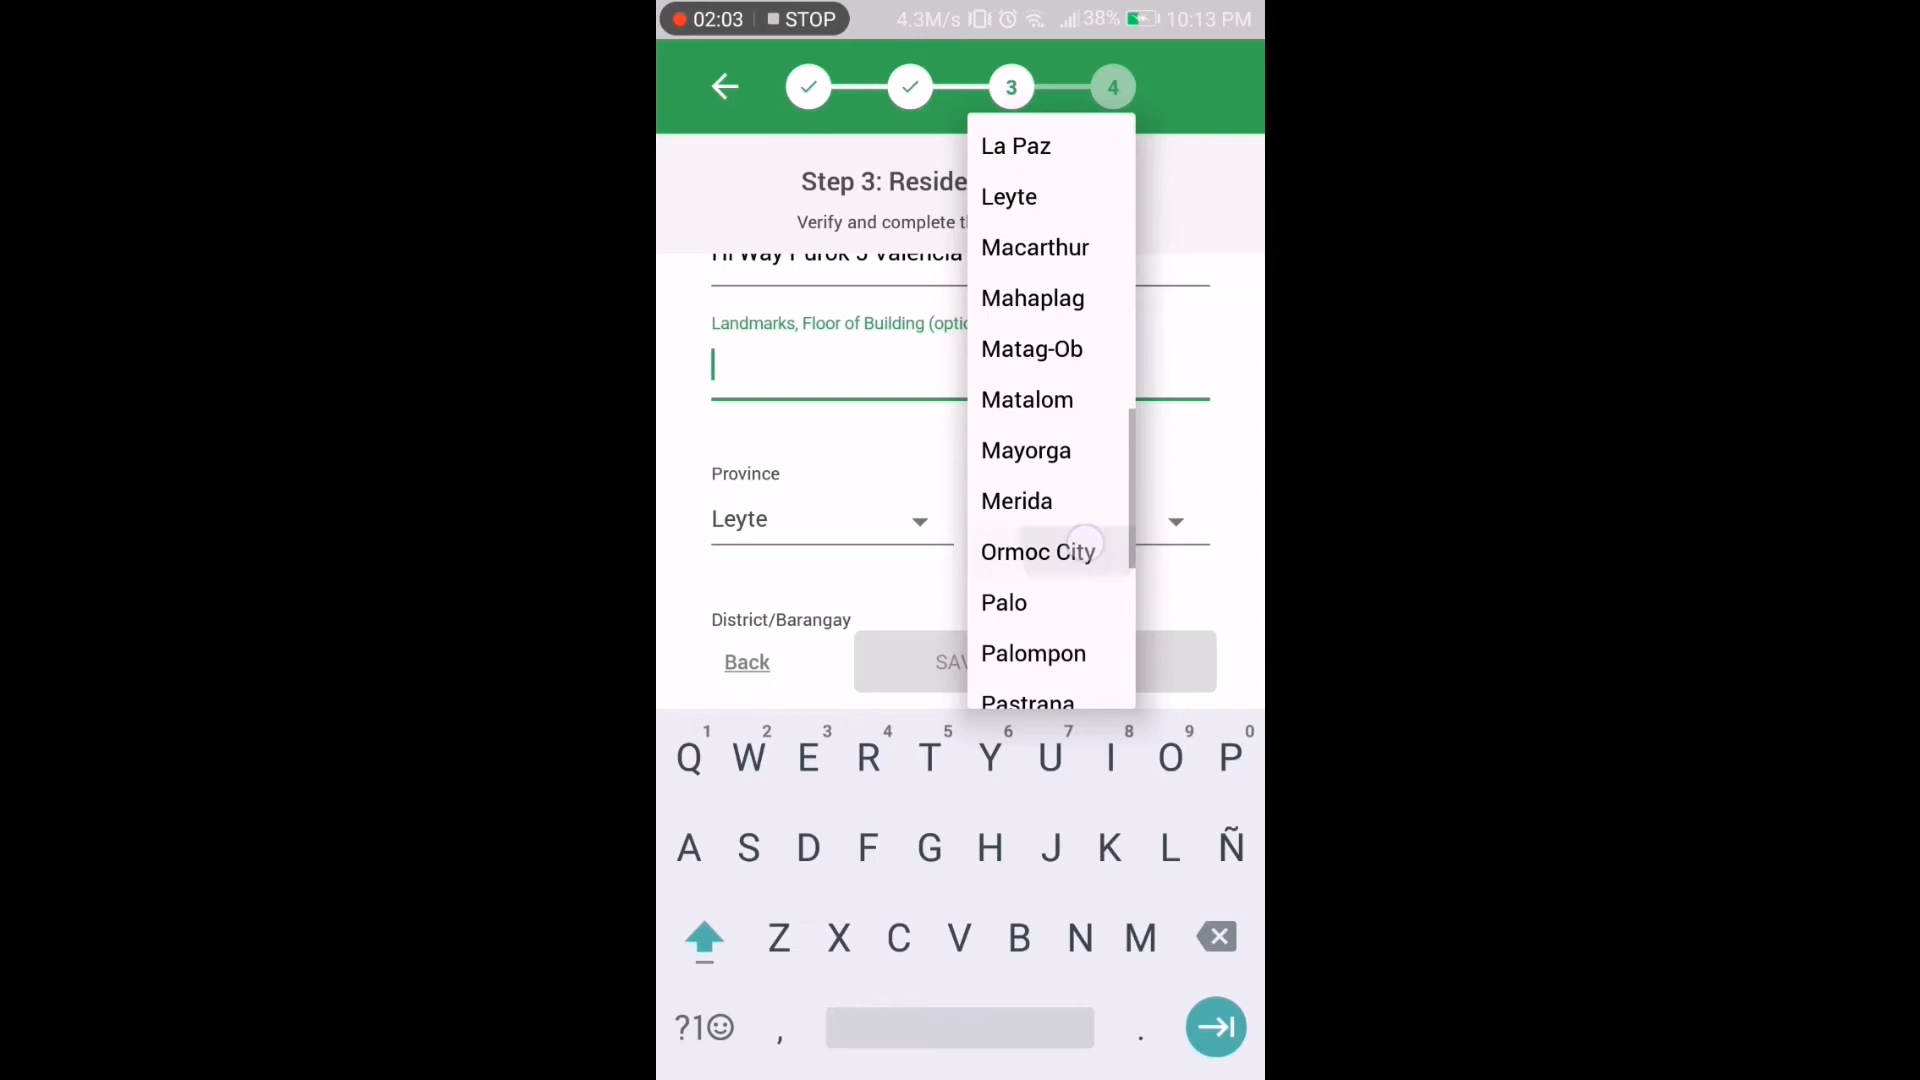 02:03 STOP 4.3M/s 38% 10:13 PM
3 4
Step 3: Reside
Verify and complete t
Hi Way Purok 5 Valencia
Landmarks, Floor of Building (optio
Province
Leyte
District/Barangay
Back
SAV
La Paz
Leyte
Macarthur
Mahaplag
Matag-Ob
Matalom
Mayorga
Merida
Ormoc City
Palo
Palompon
Pastrana
1 2 3 4 5 6 7 8 9 0
Q W E R T Y U I O P
A S D F G H J K L Ñ
Z X C V B N M
?1 , .